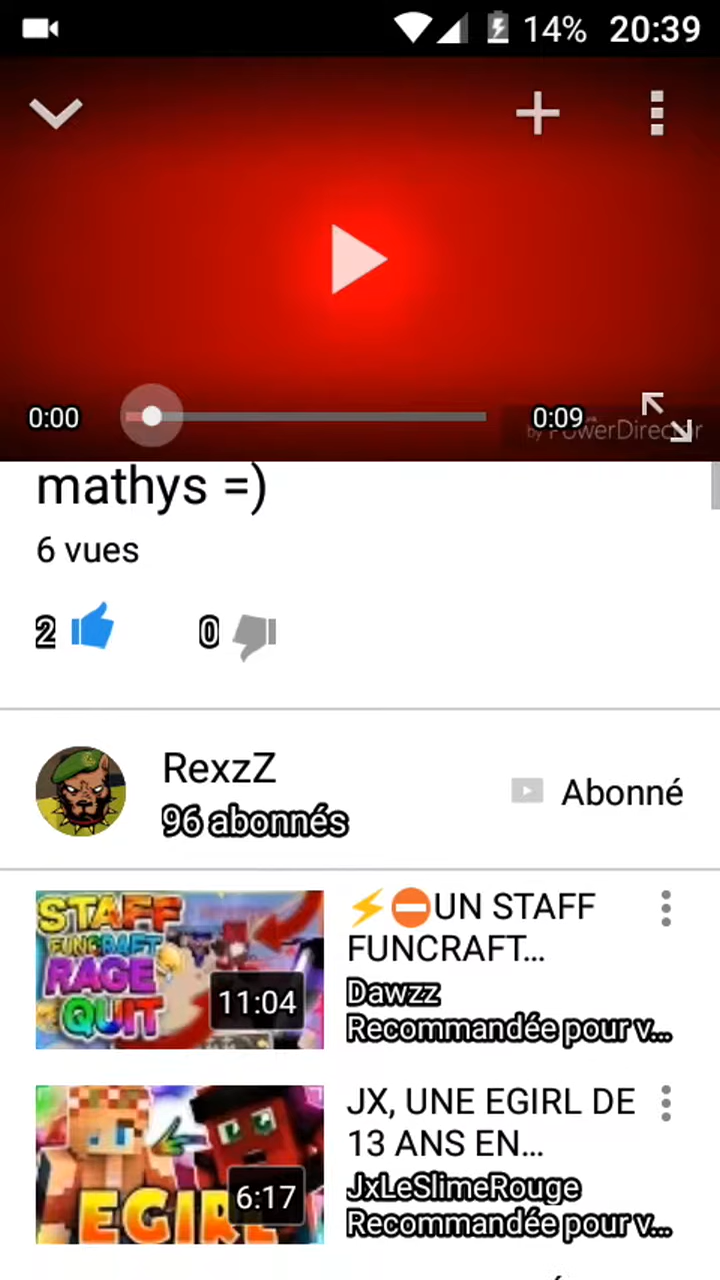 14% 20:39
0:00
0:09
by PowerDirector
mathys =)
6 vues
2
0
RexzZ
96 abonnés
Abonné
STAFF
FUNCRAFT
RAGE
QUIT
11:04
⚡⛔UN STAFF
FUNCRAFT...
Dawzz
Recommandée pour v...
EGIRL
6:17
JX, UNE EGIRL DE
13 ANS EN...
JxLeSlimeRouge
Recommandée pour v...